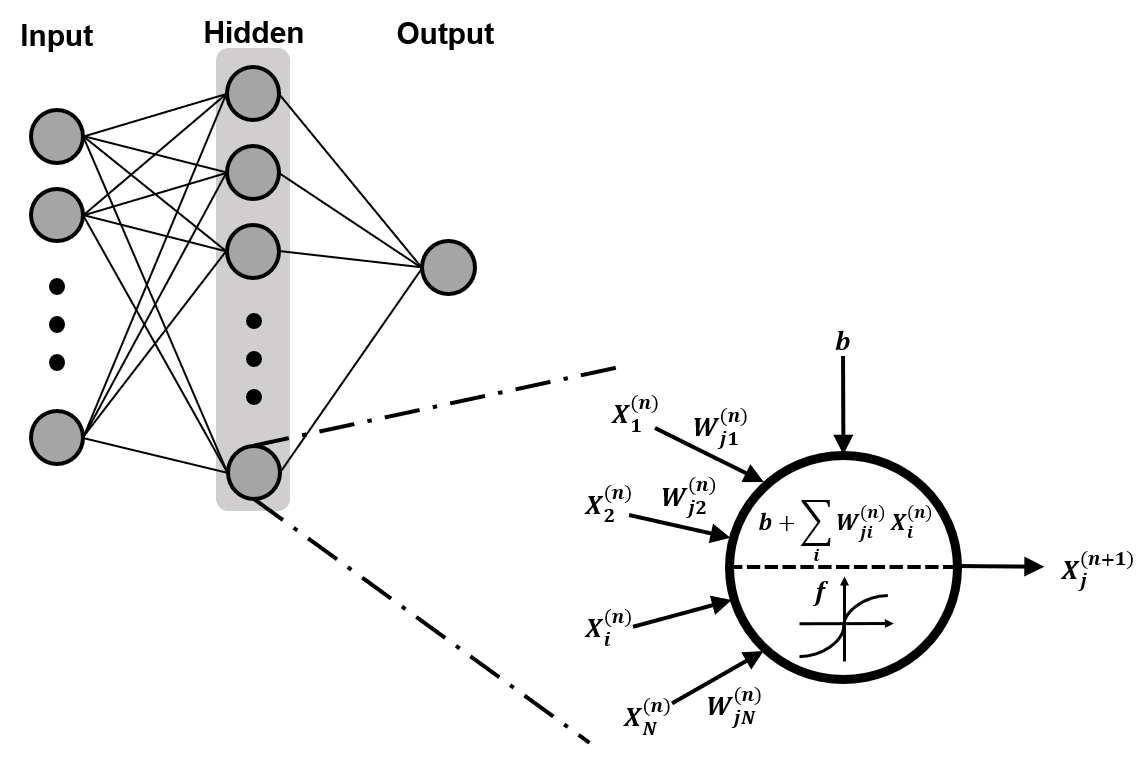 Input Hidden Output
b
X_1^{(n)} W_{j1}^{(n)}
X_2^{(n)} W_{j2}^{(n)}
b + \sum_i W_{ji}^{(n)} X_i^{(n)}
X_j^{(n+1)}
f
X_i^{(n)}
X_N^{(n)} W_{jN}^{(n)}